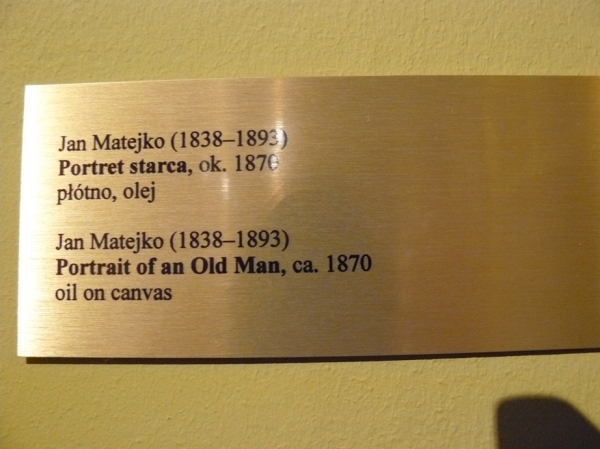 Jan Matejko (1838–1893)
Portret starca, ok. 1870
płótno, olej
Jan Matejko (1838–1893)
Portrait of an Old Man, ca. 1870
oil on canvas